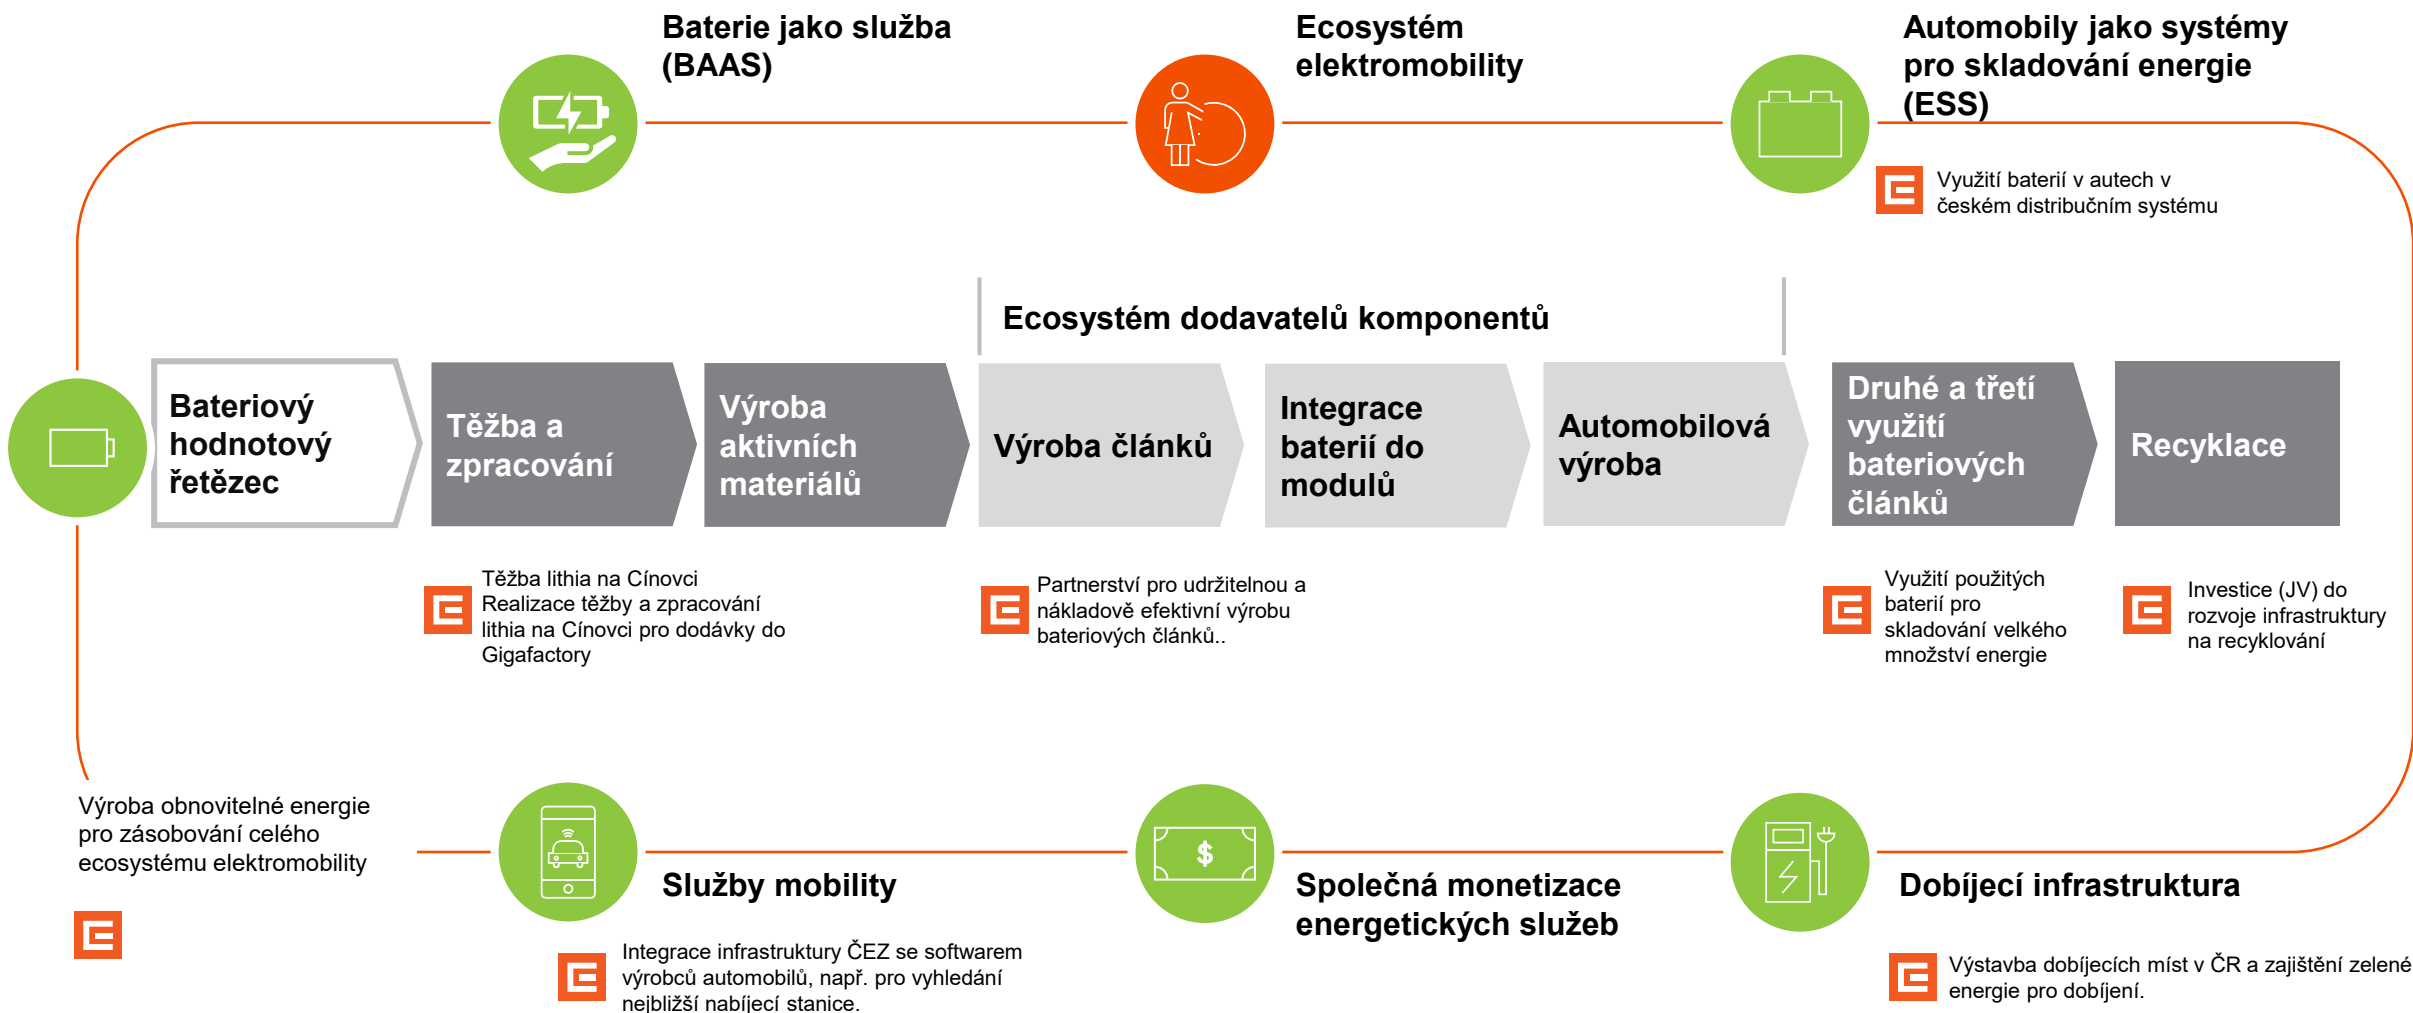 Baterie jako služba
(BAAS)
Ecosystém
elektromobility
Automobily jako systémy
pro skladování energie
(ESS)
Využití baterií v autech v
českém distribučním systému
Ecosystém dodavatelů komponentů
Bateriový
hodnotový
řetězec
Těžba a
zpracování
Výroba
aktivních
materiálů
Výroba článků
Integrace
baterií do
modulů
Automobilová
výroba
Druhé a třetí
využití
bateriových
článků
Recyklace
Těžba lithia na Cínovci
Realizace těžby a zpracování
lithia na Cínovci pro dodávky do
Gigafactory
Partnerství pro udržitelnou a
nákladově efektivní výrobu
bateriových článků..
Využití použitých
baterií pro
skladování velkého
množství energie
Investice (JV) do
rozvoje infrastruktury
na recyklování
Výroba obnovitelné energie
pro zásobování celého
ecosystému elektromobility
Služby mobility
Integrace infrastruktury ČEZ se softwarem
výrobců automobilů, např. pro vyhledání
nejbližší nabíjecí stanice.
$
Společná monetizace
energetických služeb
Dobíjecí infrastruktura
Výstavba dobíjecích míst v ČR a zajištění zelené
energie pro dobíjení.